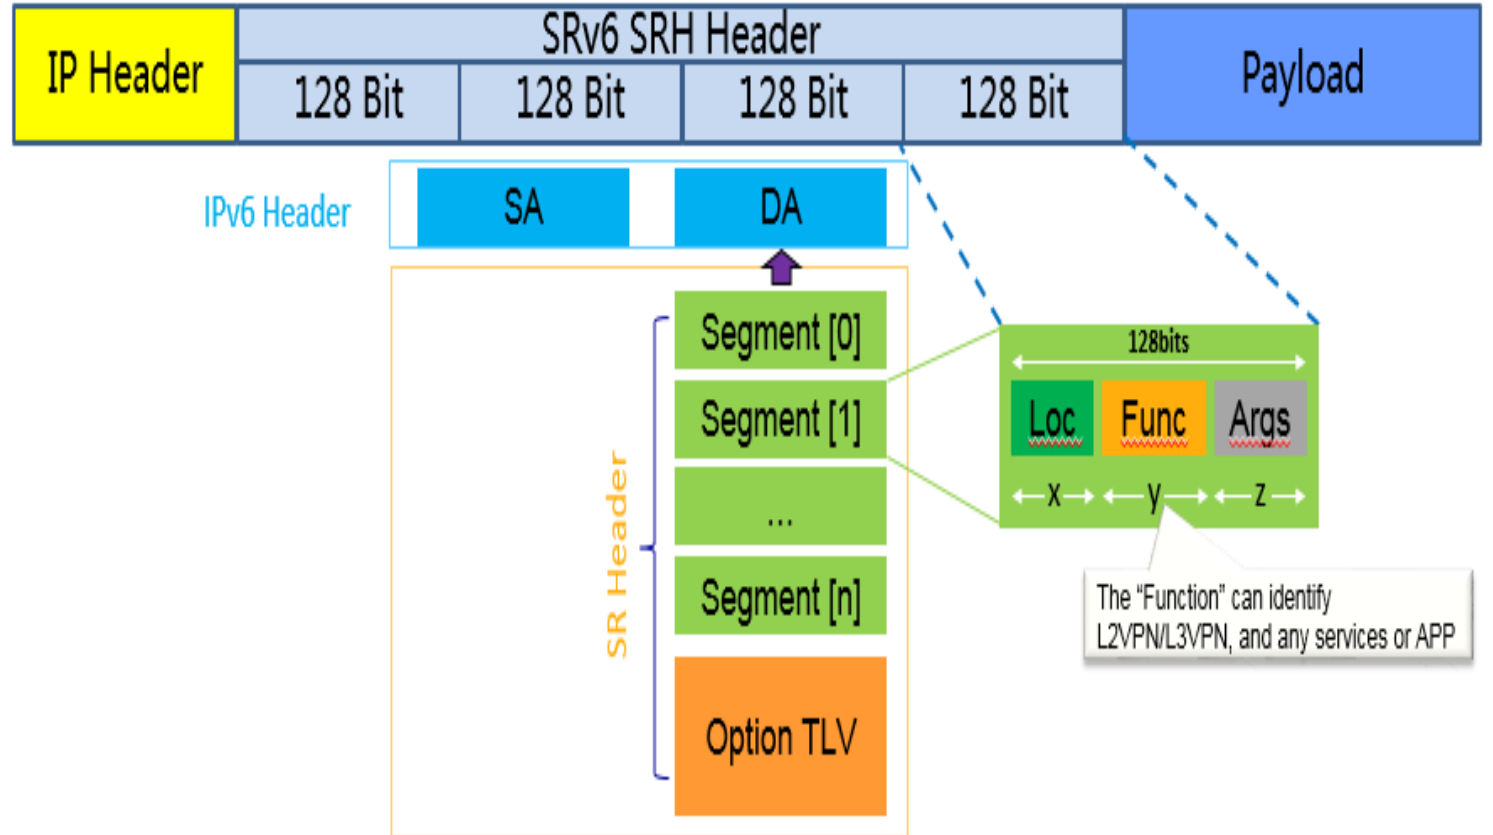 IP Header
SRv6 SRH Header
Payload
128 Bit
128 Bit
128 Bit
128 Bit
IPv6 Header
SA
DA
Segment [0]
Segment [1]
...
Segment [n]
Option TLV
SR Header
128bits
Loc
Func
Args
x
y
z
The “Function” can identify
L2VPN/L3VPN, and any services or APP